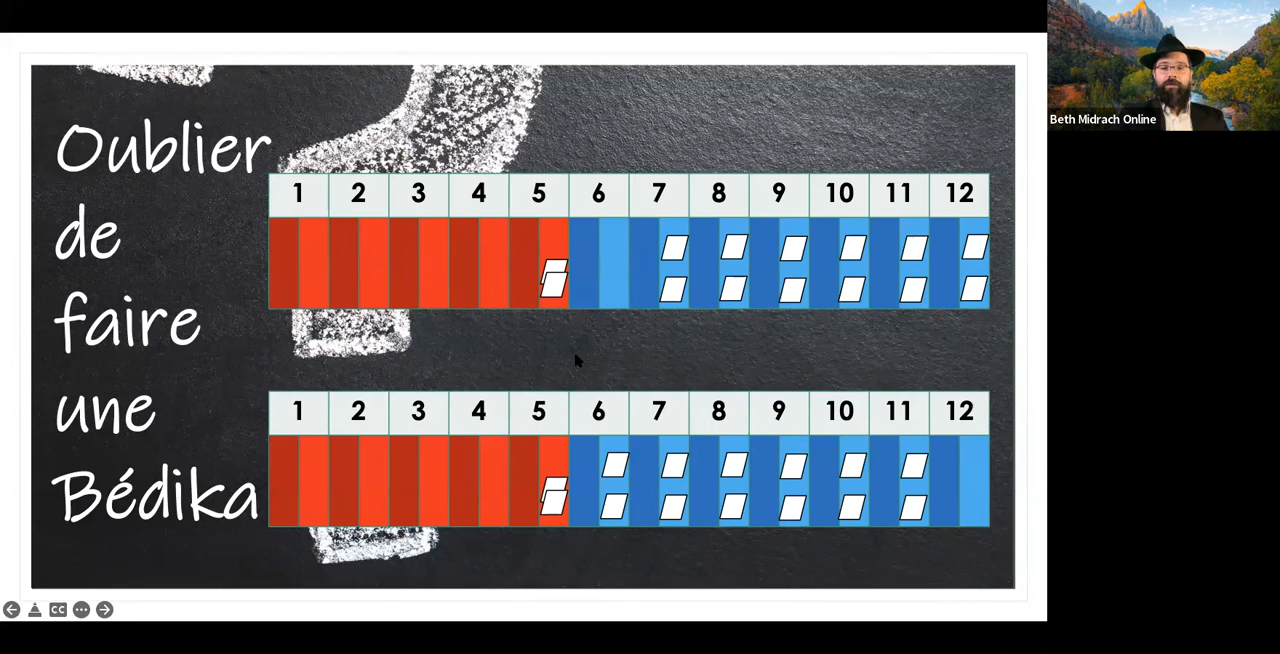 Oublier
de
faire
une
Bédika
1 2 3 4 5 6 7 8 9 10 11 12
1 2 3 4 5 6 7 8 9 10 11 12
Beth Midrach Online
CC